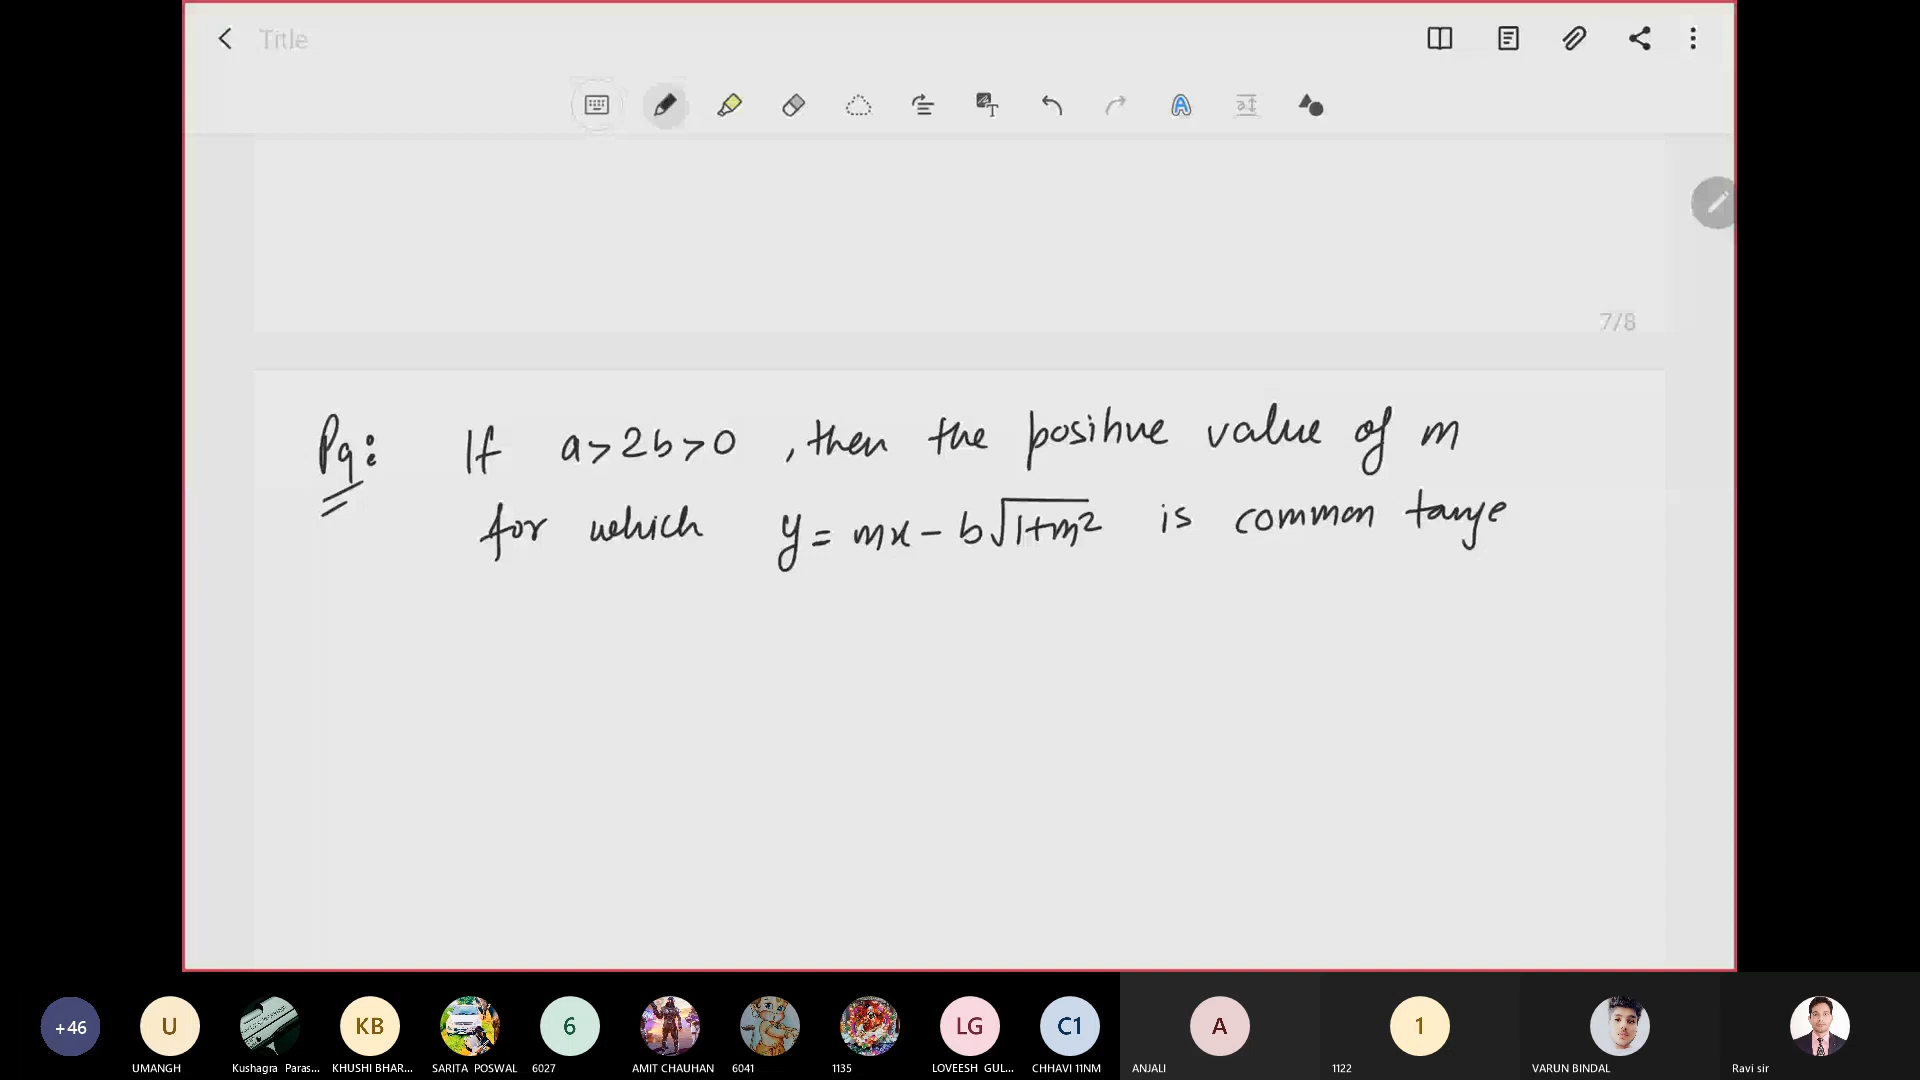 Title
7/8
Pq: If a>2b>0 , then the positive value of m
for which y = mx - b√1+m² is common tange
+46 U KB 6 LG C1 A 1
UMANGH Kushagra Paras... KHUSHI BHAR... SARITA POSWAL 6027 AMIT CHAUHAN 6041 1135 LOVEESH GUL... CHHAVI 11NM ANJALI 1122 VARUN BINDAL Ravi sir